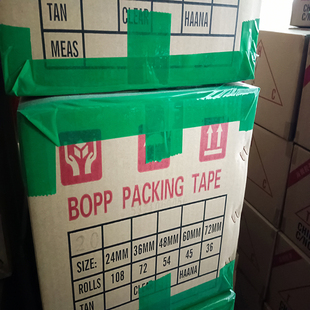 TAN CLEAR HAANA
MEAS
BOPP PACKING TAPE
SIZE: 24MM 36MM 48MM 60MM 72MM
ROLLS 108 72 54 45 36
TAN HAANA